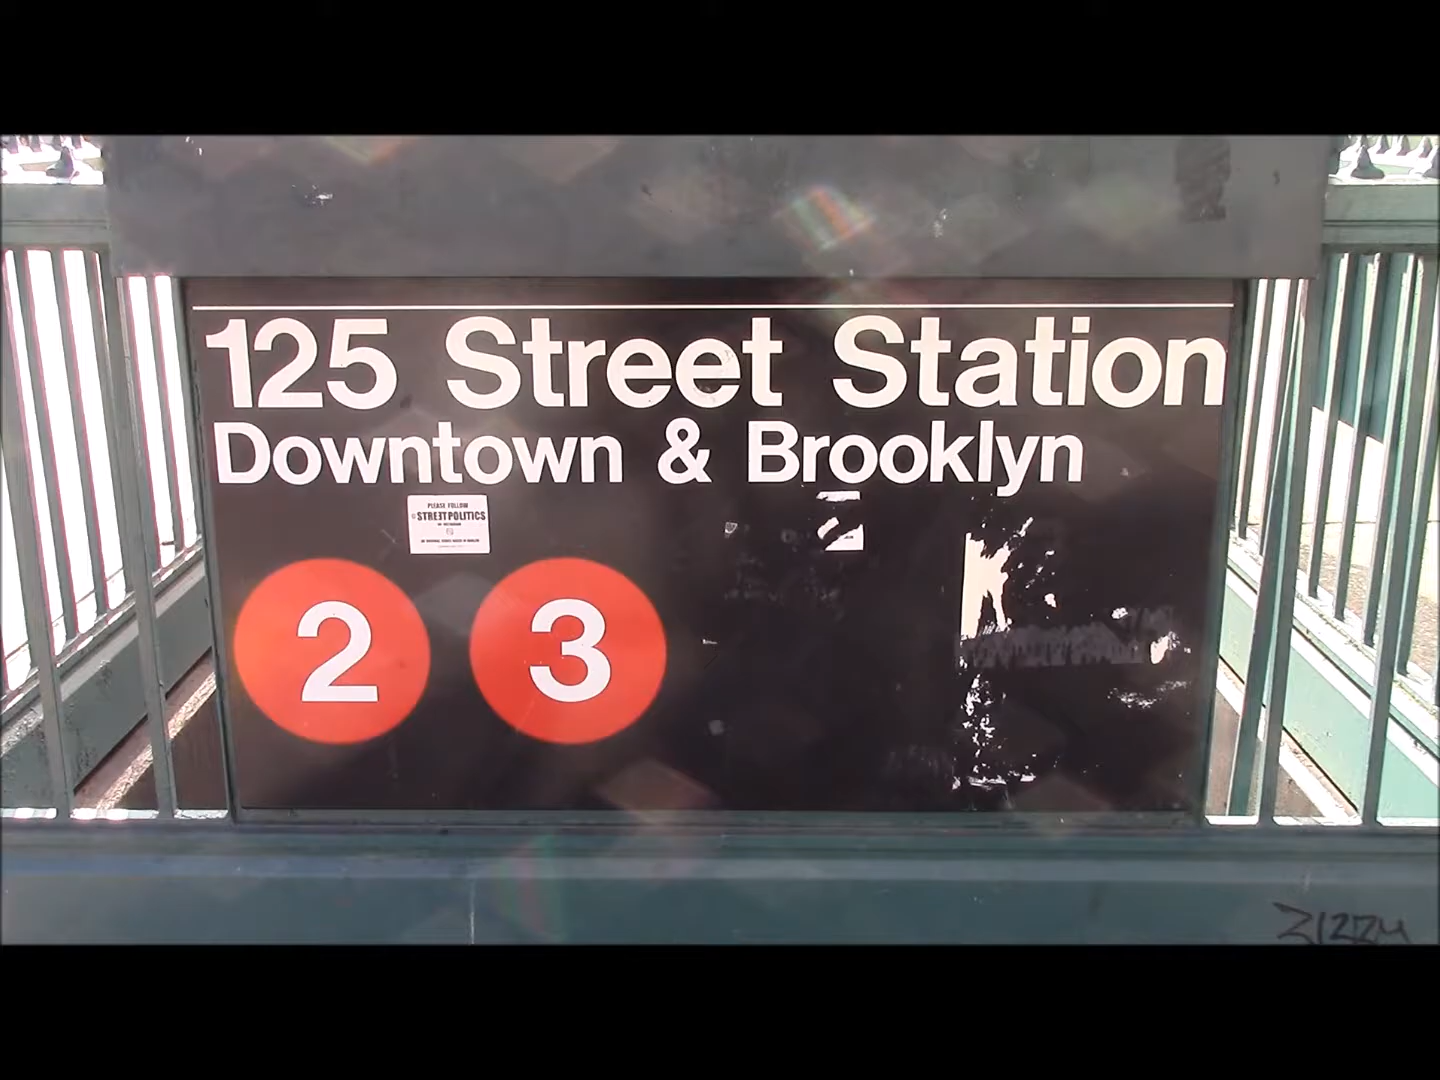 125 Street Station
Downtown & Brooklyn
PLEASE FOLLOW
STREETPOLITICS
2 3